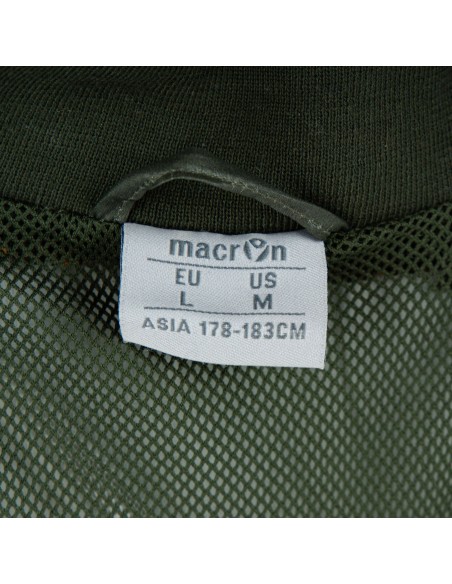 macron
EU US
L M
ASIA 178-183CM